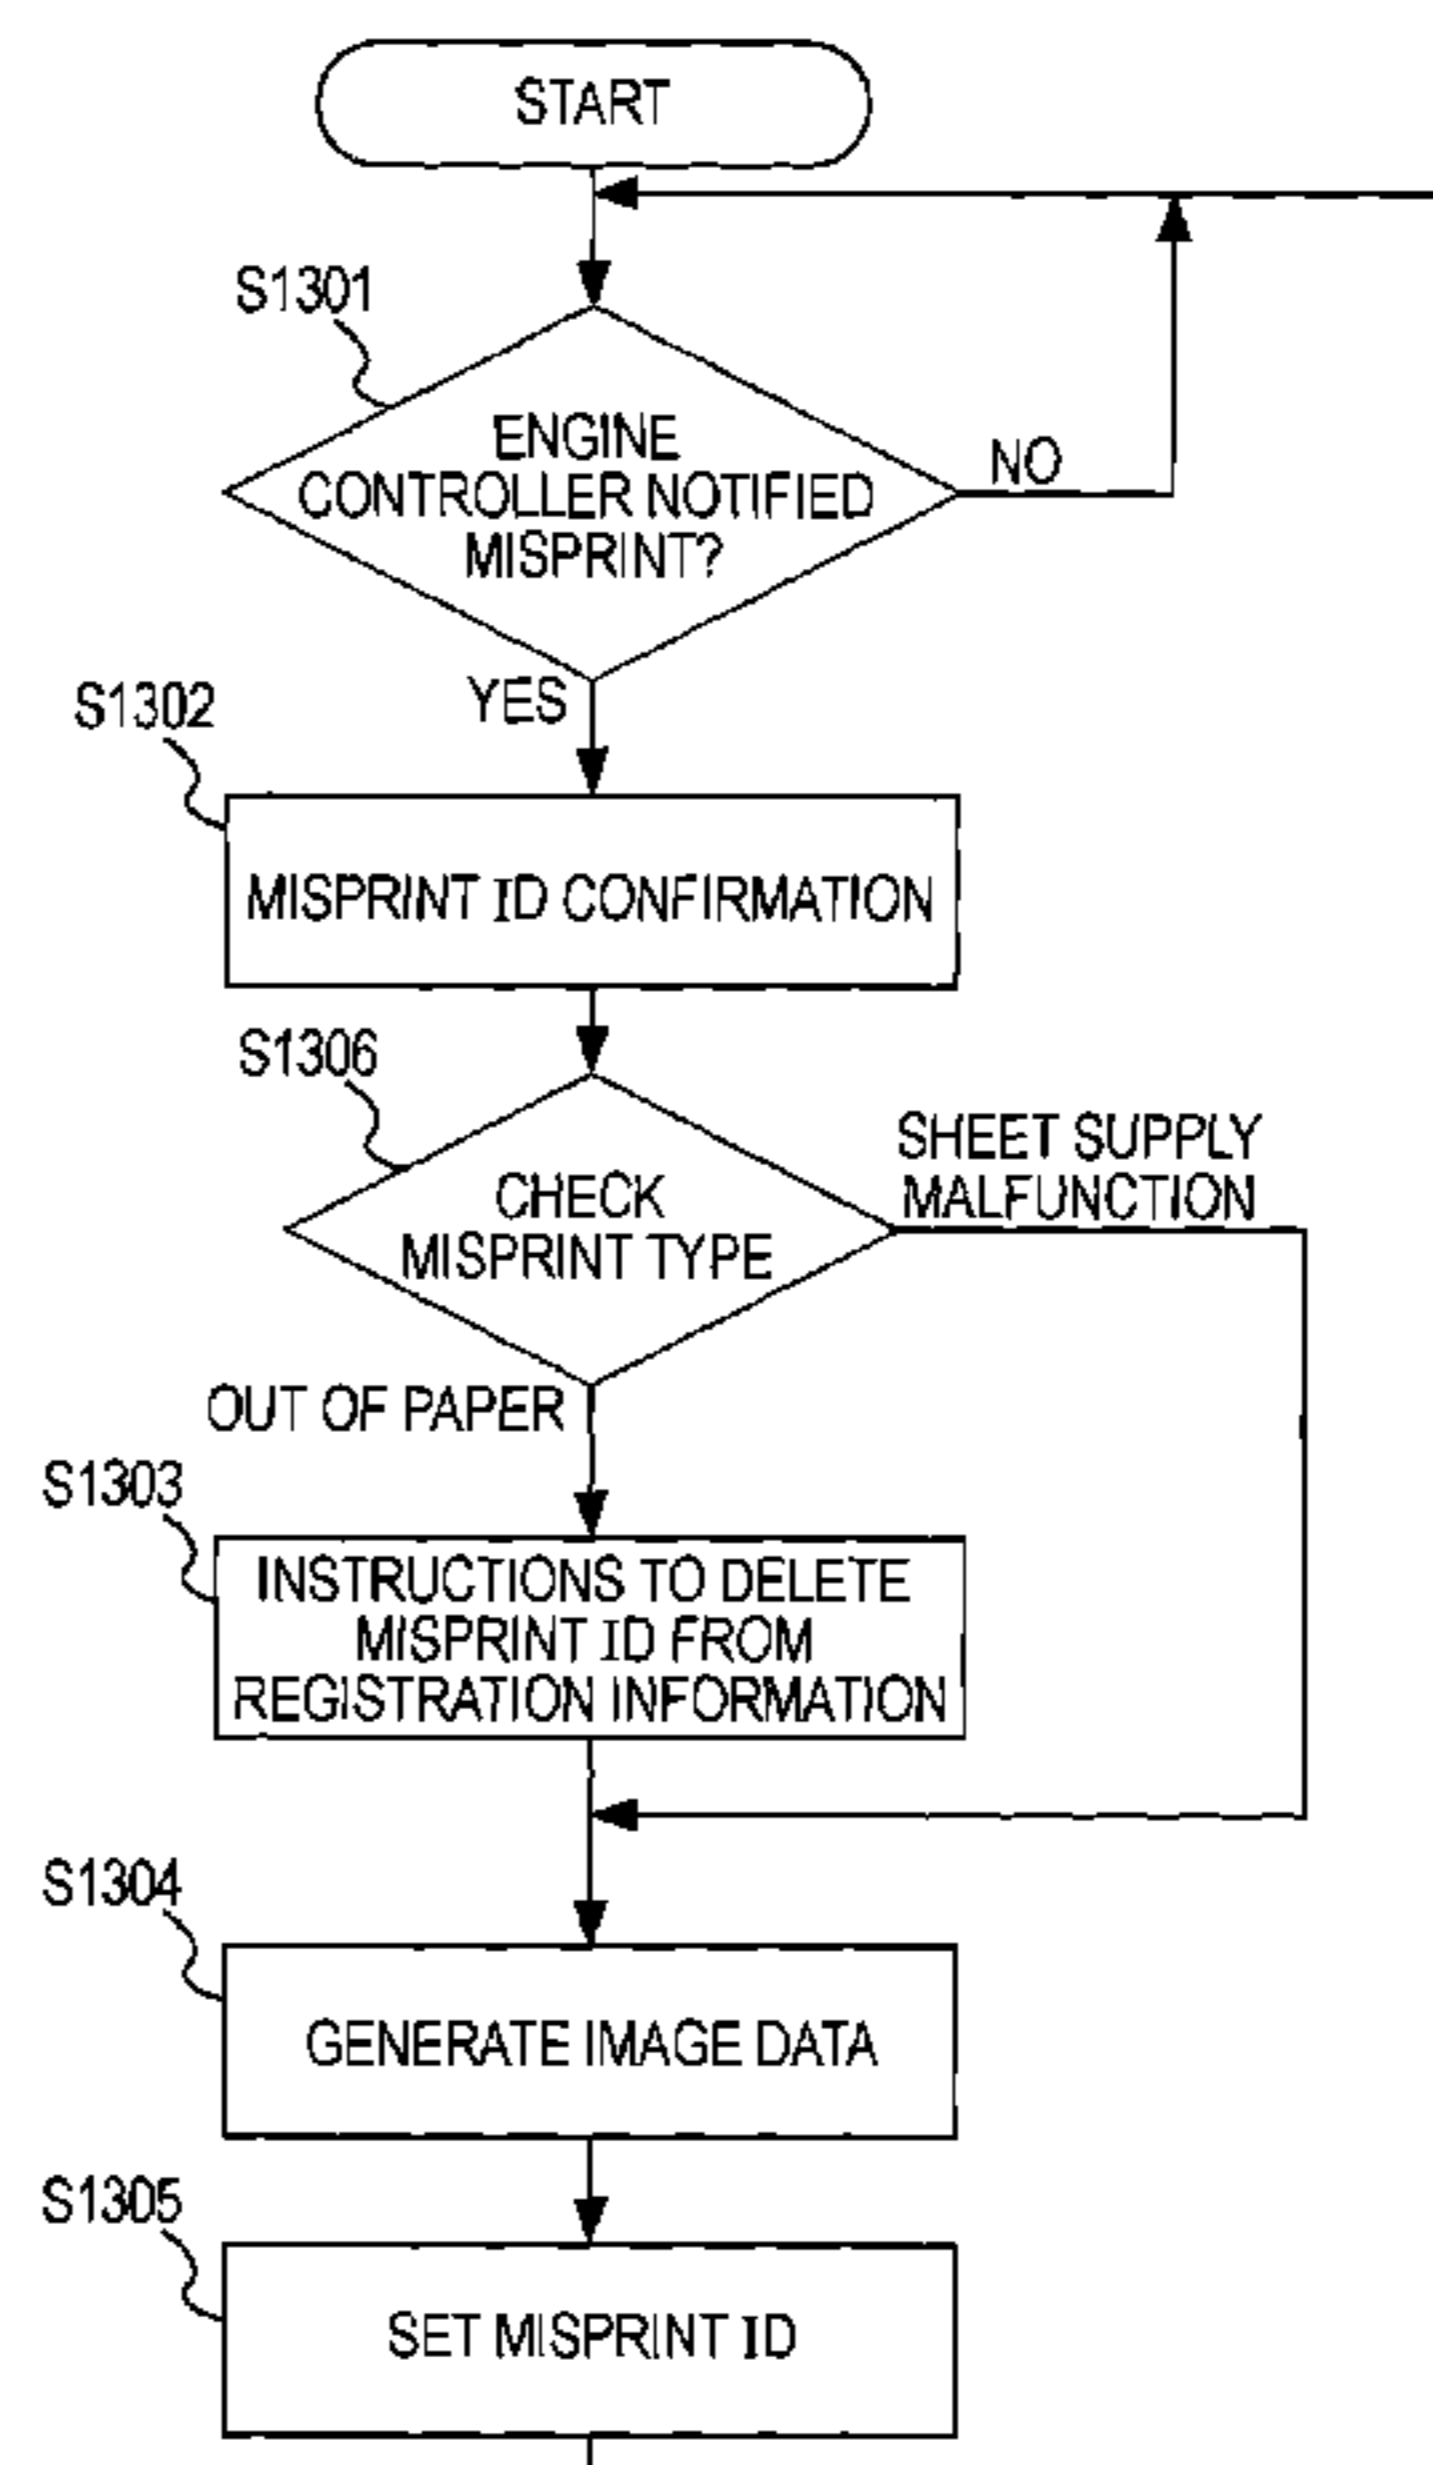 START
S1301
ENGINE
CONTROLLER NOTIFIED
MISPRINT?
NO
YES
S1302
MISPRINT ID CONFIRMATION
S1306
CHECK
MISPRINT TYPE
SHEET SUPPLY
MALFUNCTION
OUT OF PAPER
S1303
INSTRUCTIONS TO DELETE
MISPRINT ID FROM
REGISTRATION INFORMATION
S1304
GENERATE IMAGE DATA
S1305
SET MISPRINT ID